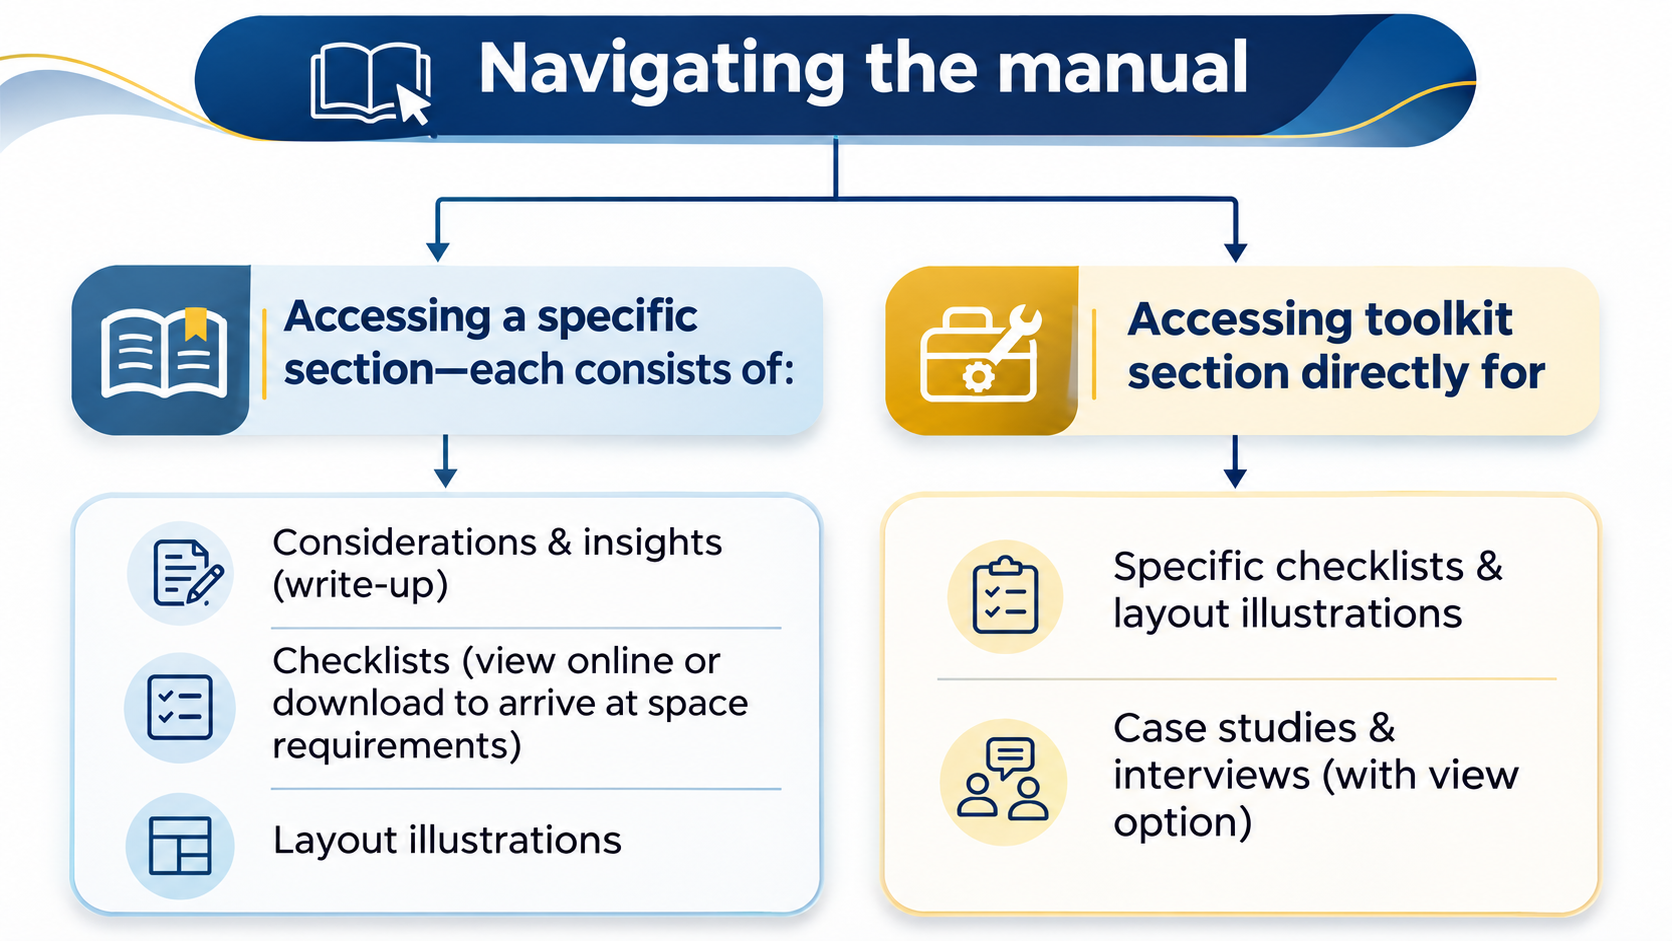 Navigating the manual
Accessing a specific
section—each consists of:
Considerations & insights
(write-up)
Checklists (view online or
download to arrive at space
requirements)
Layout illustrations
Accessing toolkit
section directly for
Specific checklists &
layout illustrations
Case studies &
interviews (with view
option)